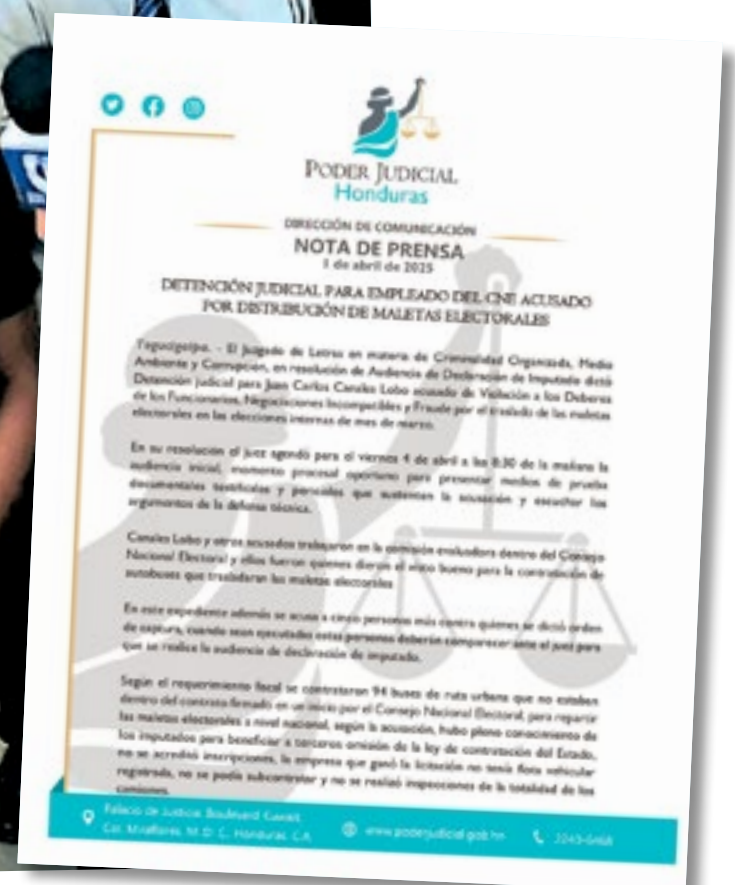 PODER JUDICIAL
Honduras
DIRECCIÓN DE COMUNICACIÓN
NOTA DE PRENSA
1 de abril de 2025
DETENCIÓN JUDICIAL PARA EMPLEADO DEL CNE ACUSADO
POR DISTRIBUCIÓN DE MALETAS ELECTORALES
Tegucigalpa. - El Juzgado de Letras en materia de Criminalidad Organizada, Medio
Ambiente y Corrupción, en resolución de Audiencia de Declaración de Imputado dictó
Detención Judicial para Juan Carlos Canales Lobo acusado de Violación a los Deberes
de los Funcionarios, Negociaciones Incompatibles y Fraude por el traslado de las maletas
electorales en las elecciones internas de mes de marzo.
En su resolución el juez agendó para el viernes 4 de abril a las 8:30 de la mañana la
audiencia inicial, momento procesal oportuno para presentar medios de prueba
documentales testificales y periciales que sustentan la acusación y escuchar los
argumentos de la defensa técnica.
Canales Lobo y otros acusados trabajaron en la comisión evaluadora dentro del Consejo
Nacional Electoral y ellos fueron quienes dieron el visto bueno para la contratación de
autobuses que trasladaran las maletas electorales
En este expediente además se acusa a cinco personas más contra quienes se dictó orden
de captura, cuando sean ejecutadas estas personas deberán comparecer ante el juez para
que se realice la audiencia de declaración de imputado.
Según el requerimiento fiscal se contrataron 94 buses de ruta urbana que no estaban
dentro del contrato firmado en un inicio por el Consejo Nacional Electoral, para repartir
las maletas electorales a nivel nacional, según la acusación, hubo pleno conocimiento de
los imputados para beneficiar a terceros omisión de la ley de contratación del Estado,
no se acreditó inscripciones, la empresa que ganó la licitación no tenía flota vehicular
registrada, no se podía subcontratar y no se realizó inspecciones de la totalidad de los
camiones.
Palacio de Justicia, Boulevard
Col. Miraflores, M. D. C. Honduras, C.A
www.poderjudicial.gob.hn